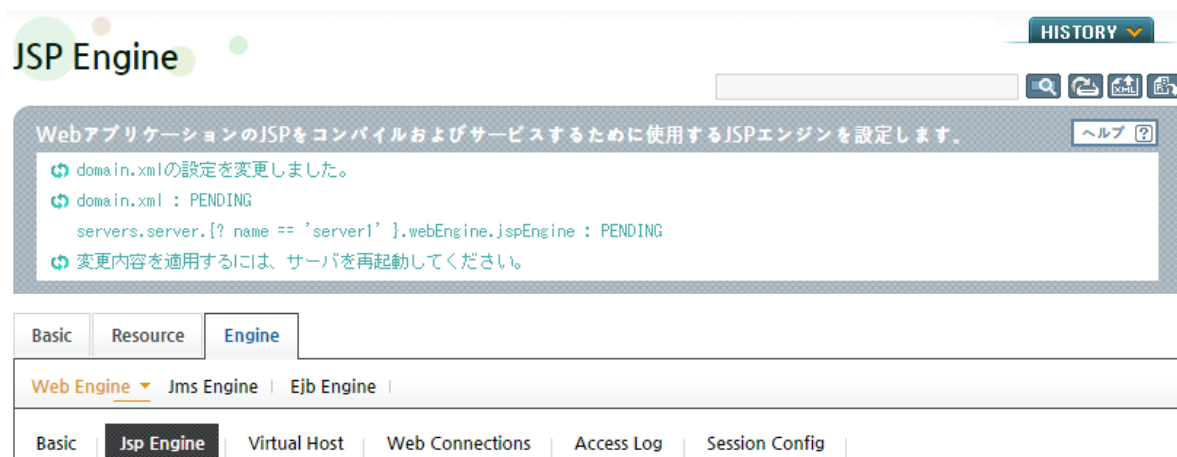 HISTORY
JSP Engine
WebアプリケーションのJSPをコンパイルおよびサービスするために使用するJSPエンジンを設定します。 ヘルプ ?
domain.xmlの設定を変更しました。
domain.xml : PENDING
servers.server.{? name == 'server1' }.webEngine.jspEngine : PENDING
変更内容を適用するには、サーバを再起動してください。
Basic Resource Engine
Web Engine Jms Engine Ejb Engine
Basic Jsp Engine Virtual Host Web Connections Access Log Session Config